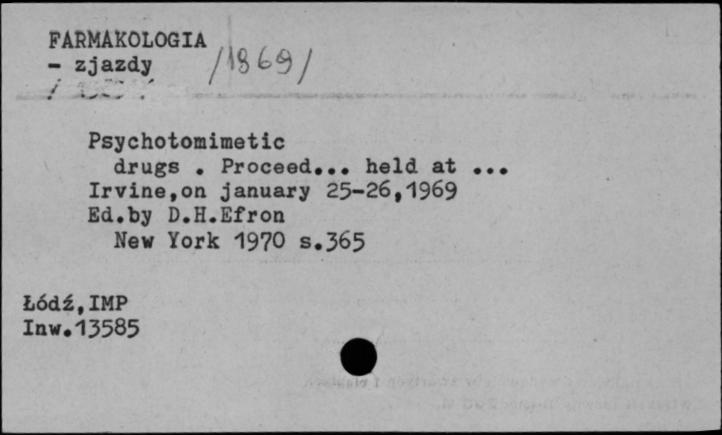 FARMAKOLOGIA
- zjazdy /1869/
Psychotomimetic
drugs . Proceed... held at ...
Irvine,on january 25-26,1969
Ed.by D.H.Efron
New York 1970 s.365
Łódź,IMP
Inw.13585